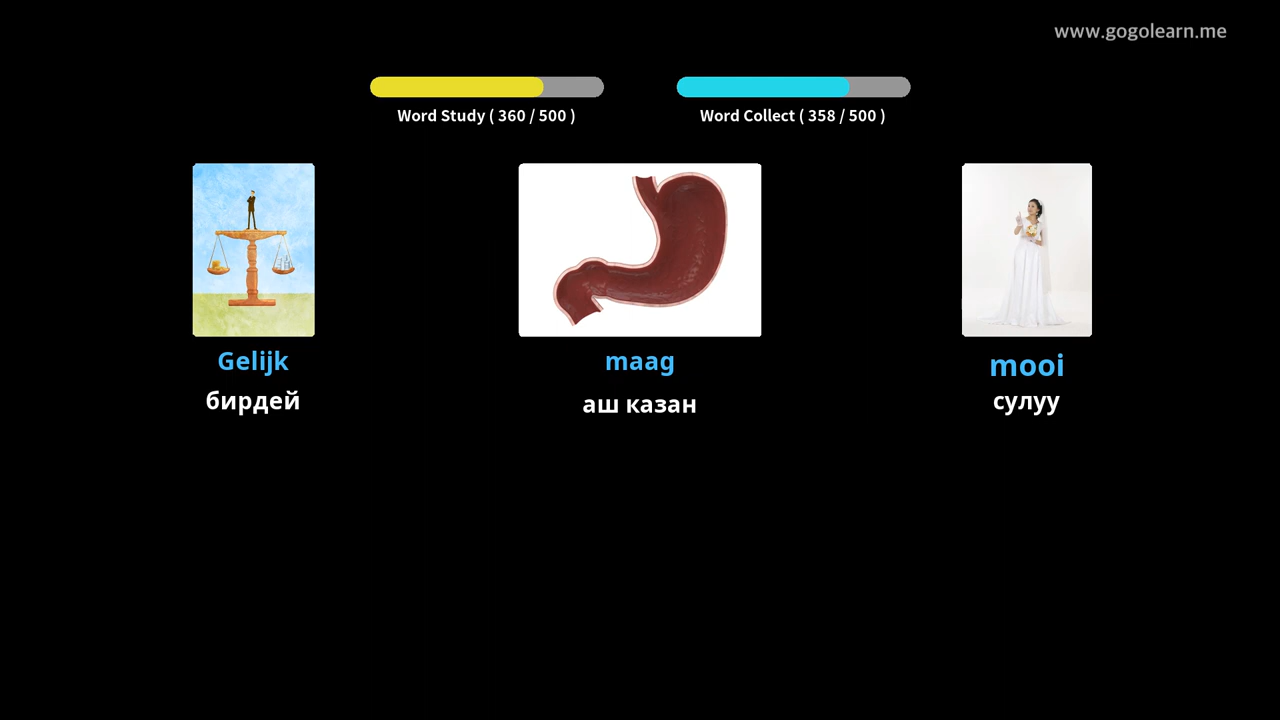 www.gogolearn.me
Word Study ( 360 / 500 )
Word Collect ( 358 / 500 )
Gelijk
бирдей
maag
аш казан
mooi
сулуу